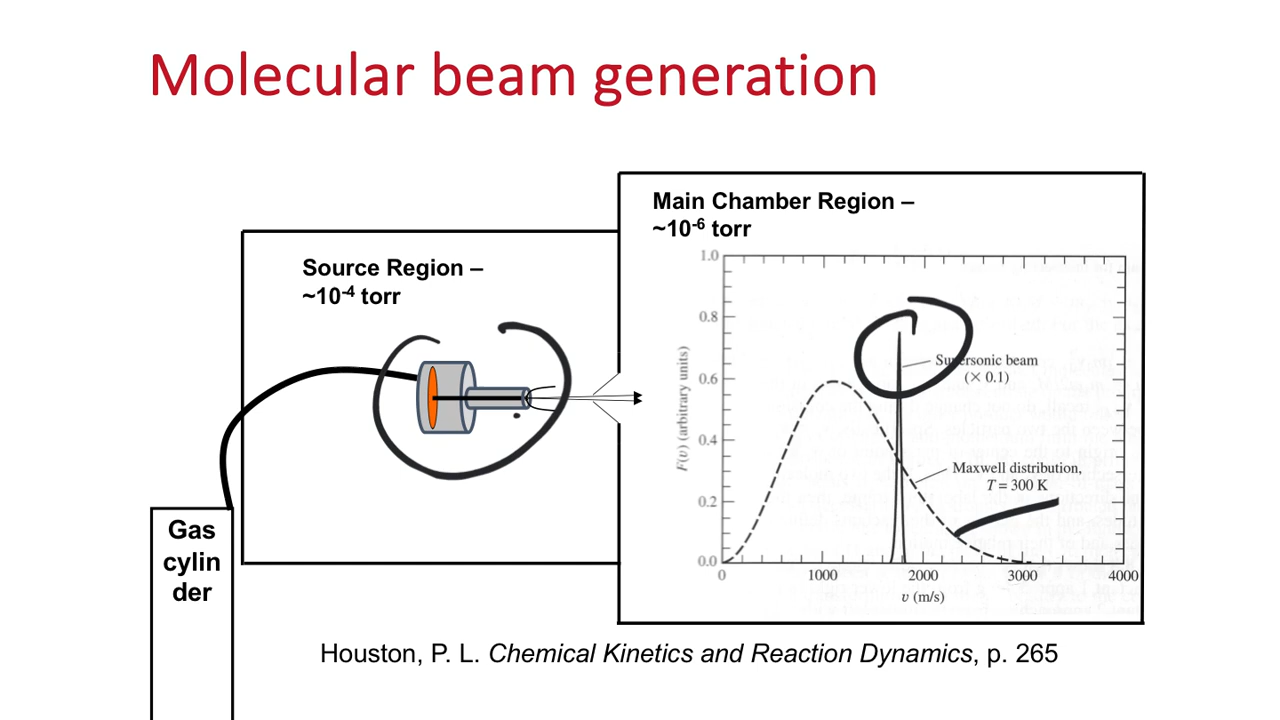 Molecular beam generation
Main Chamber Region –
~10⁻⁶ torr
Source Region –
~10⁻⁴ torr
Gas
cylin
der
1.0
0.8
0.6
0.4
0.2
0.0
F(υ) (arbitrary units)
Supersonic beam
(× 0.1)
Maxwell distribution,
T = 300 K
0 1000 2000 3000 4000
υ (m/s)
Houston, P. L. Chemical Kinetics and Reaction Dynamics, p. 265